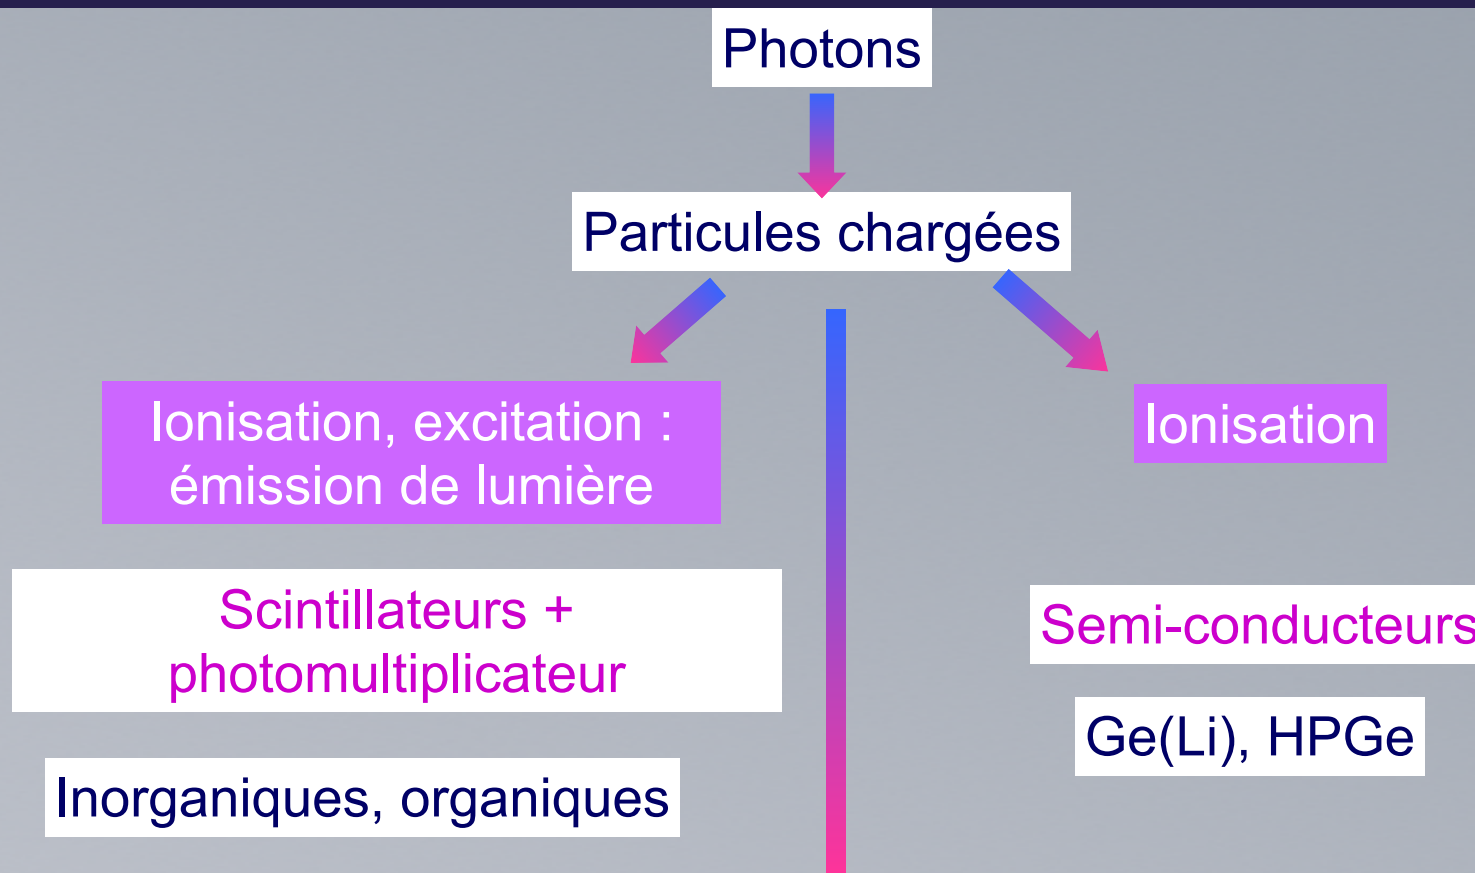 Photons
Particules chargées
Ionisation, excitation :
émission de lumière
Ionisation
Scintillateurs +
photomultiplicateur
Semi-conducteurs
Ge(Li), HPGe
Inorganiques, organiques